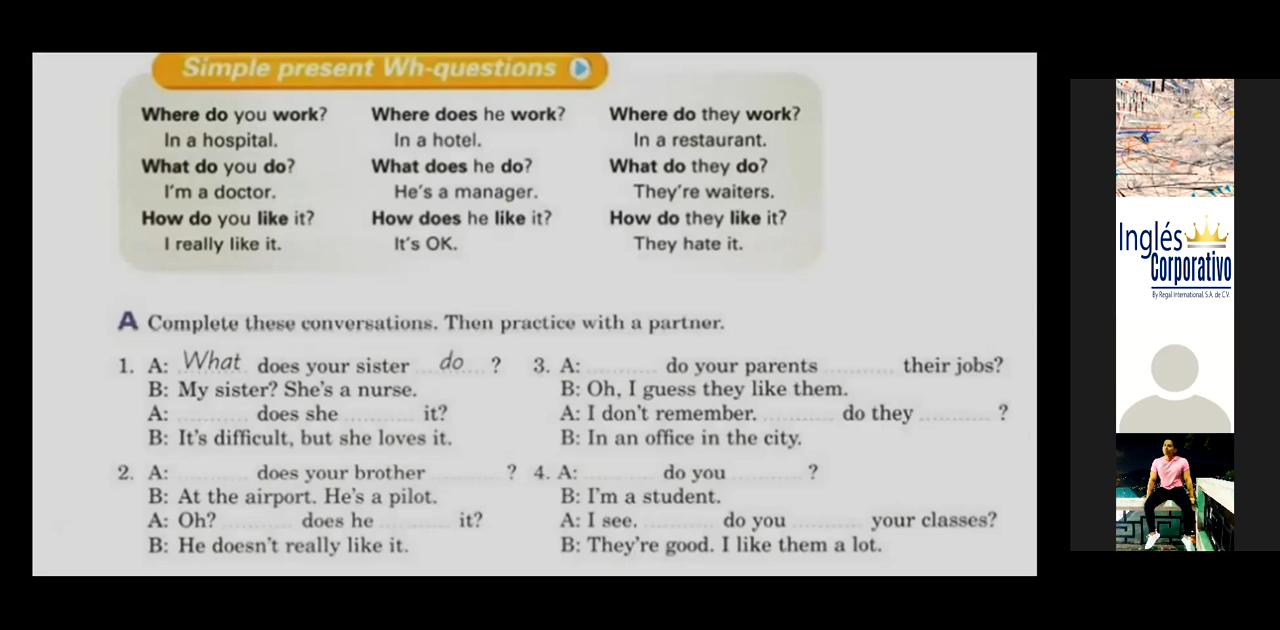 Simple present Wh-questions
Where do you work?
In a hospital.
What do you do?
I'm a doctor.
How do you like it?
I really like it.
Where does he work?
In a hotel.
What does he do?
He's a manager.
How does he like it?
It's OK.
Where do they work?
In a restaurant.
What do they do?
They're waiters.
How do they like it?
They hate it.
A Complete these conversations. Then practice with a partner.
1. A: What does your sister do ?
B: My sister? She's a nurse.
A: .......... does she .......... it?
B: It's difficult, but she loves it.
2. A: .......... does your brother .......... ?
B: At the airport. He's a pilot.
A: Oh? .......... does he .......... it?
B: He doesn't really like it.
3. A: .......... do your parents .......... their jobs?
B: Oh, I guess they like them.
A: I don't remember. .......... do they .......... ?
B: In an office in the city.
4. A: .......... do you .......... ?
B: I'm a student.
A: I see. .......... do you .......... your classes?
B: They're good. I like them a lot.
Inglés
Corporativo
By Regal International, S.A. de C.V.